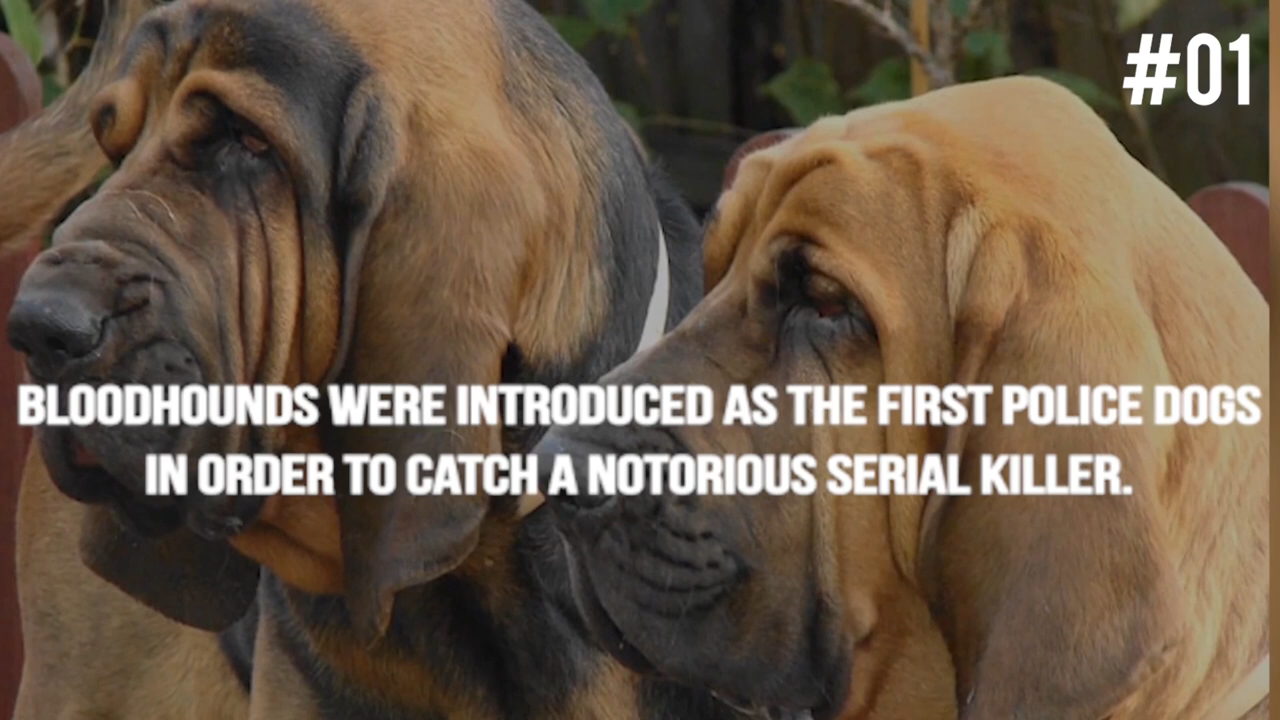 #01
BLOODHOUNDS WERE INTRODUCED AS THE FIRST POLICE DOGS
IN ORDER TO CATCH A NOTORIOUS SERIAL KILLER.